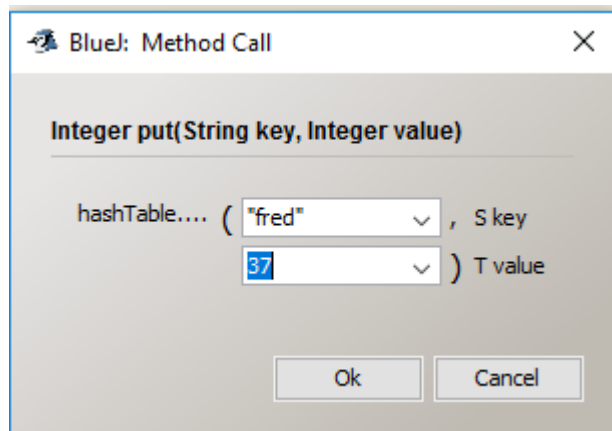 BlueJ: Method Call
Integer put(String key, Integer value)
hashTable.... ( "fred" , S key
37 ) T value
Ok Cancel